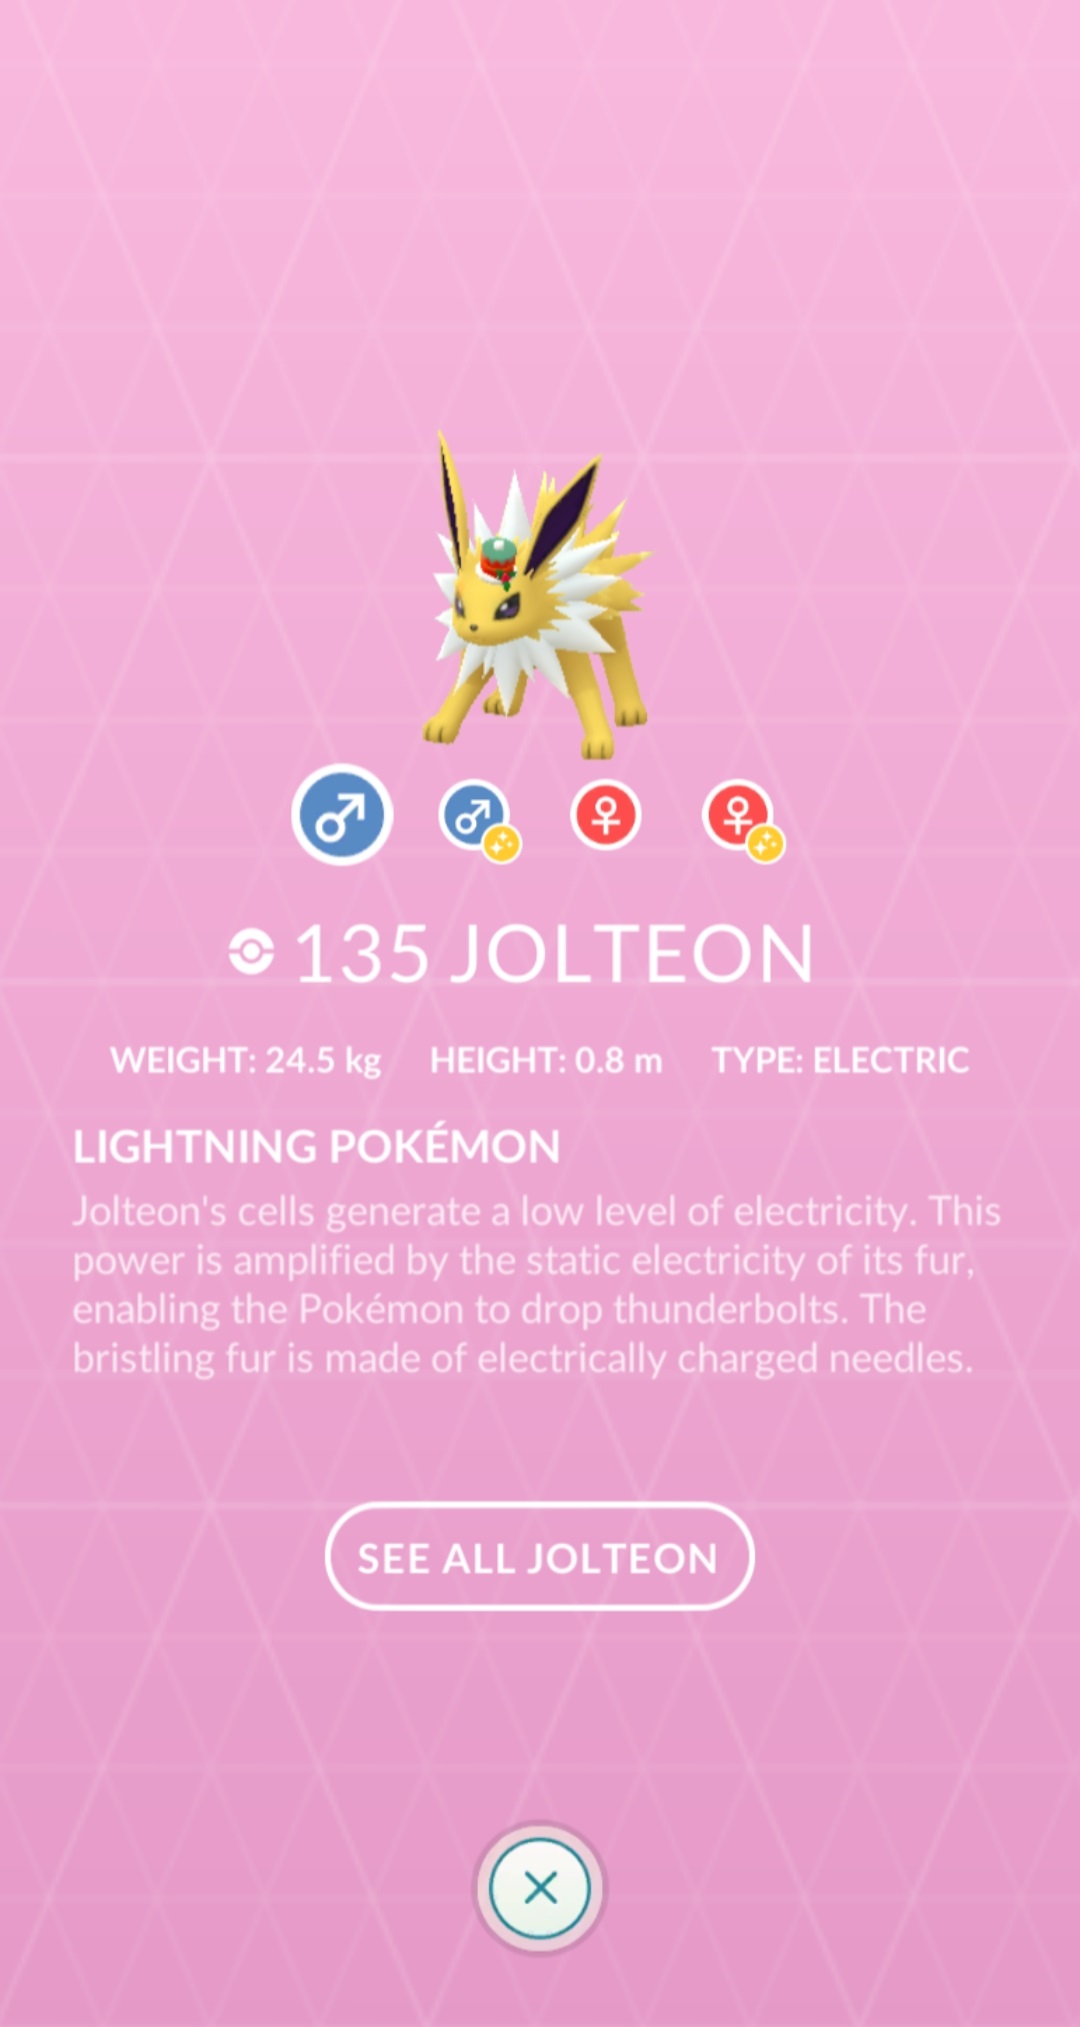 135 JOLTEON
WEIGHT: 24.5 kg HEIGHT: 0.8 m TYPE: ELECTRIC
LIGHTNING POKÉMON
Jolteon's cells generate a low level of electricity. This
power is amplified by the static electricity of its fur,
enabling the Pokémon to drop thunderbolts. The
bristling fur is made of electrically charged needles.
SEE ALL JOLTEON